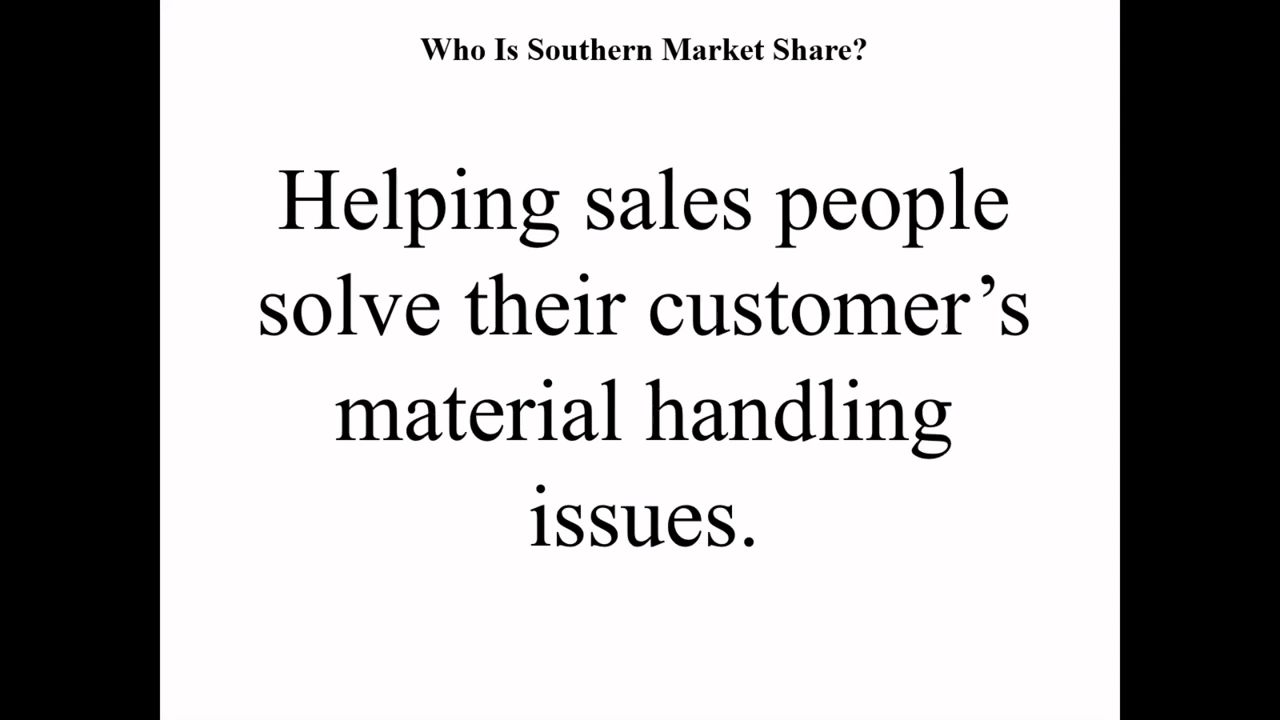 Who Is Southern Market Share?
Helping sales people
solve their customer’s
material handling
issues.